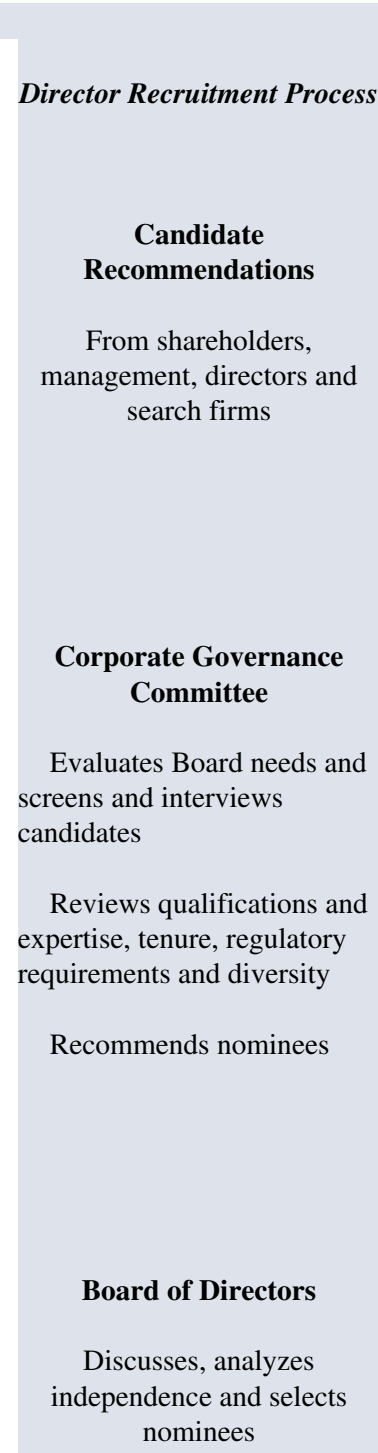 Director Recruitment Process
Candidate
Recommendations
From shareholders,
management, directors and
search firms
Corporate Governance
Committee
Evaluates Board needs and
screens and interviews
candidates
Reviews qualifications and
expertise, tenure, regulatory
requirements and diversity
Recommends nominees
Board of Directors
Discusses, analyzes
independence and selects
nominees